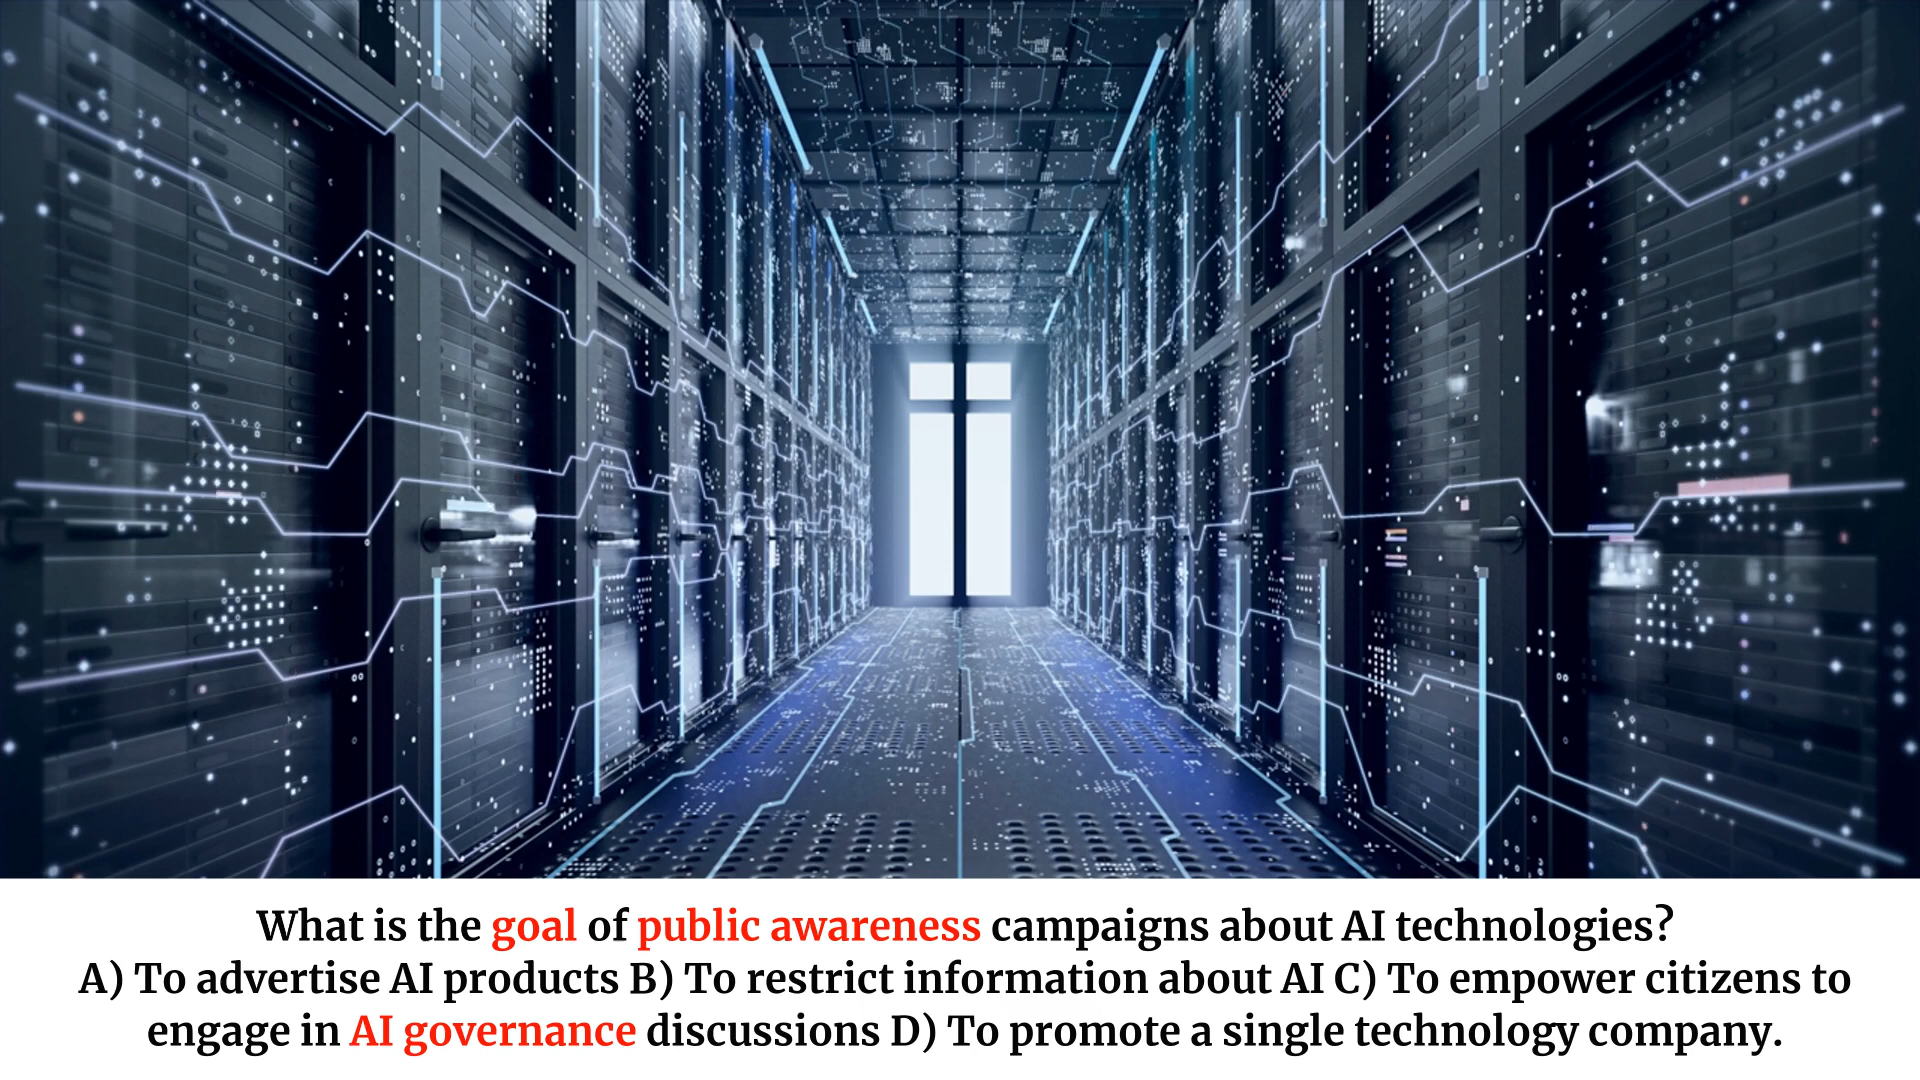 What is the goal of public awareness campaigns about AI technologies?
A) To advertise AI products B) To restrict information about AI C) To empower citizens to
engage in AI governance discussions D) To promote a single technology company.